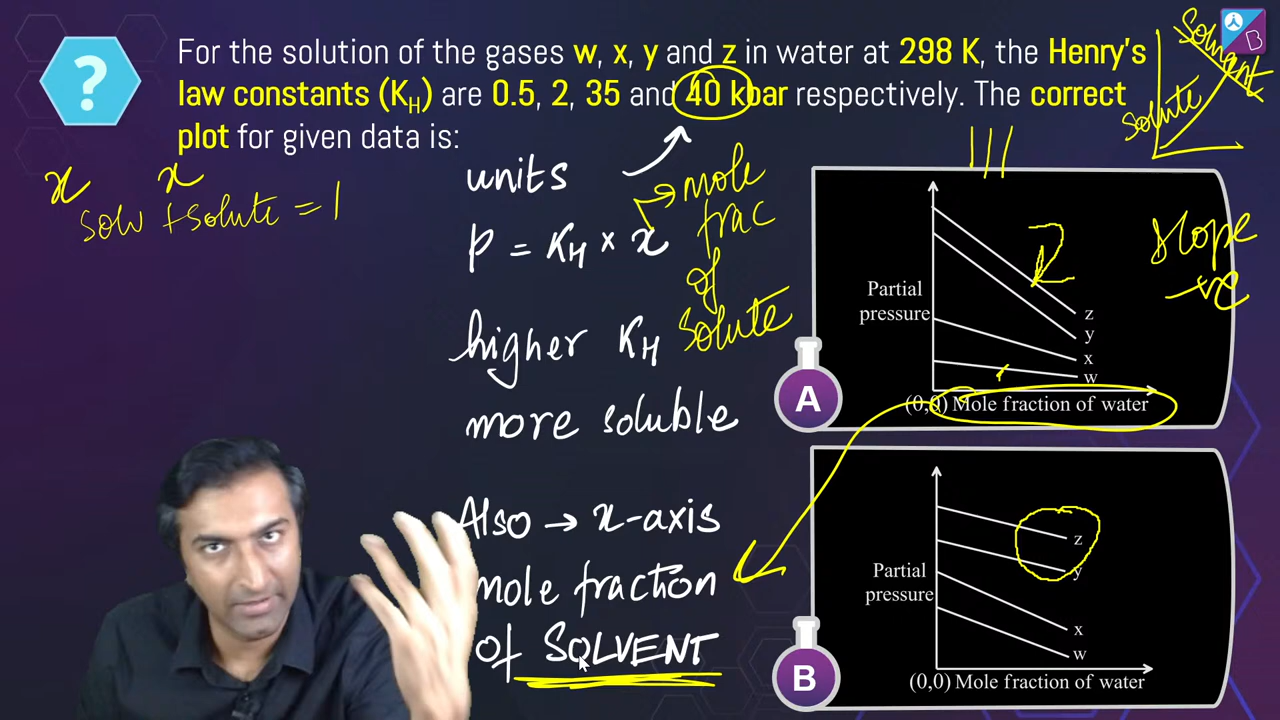 For the solution of the gases w, x, y and z in water at 298 K, the Henry's
law constants (KH) are 0.5, 2, 35 and 40 kbar respectively. The correct
plot for given data is:
?
B
Solvant
Solute
x x
solv + solute = 1
units
P = KH × x
mole
frac
of
Solute
higher KH
more soluble
Also → x-axis
mole fraction
of SOLVENT
Partial
pressure
z
y
x
w
(0,0) Mole fraction of water
A
Slope
-ve
Partial
pressure
z
y
x
w
(0,0) Mole fraction of water
B